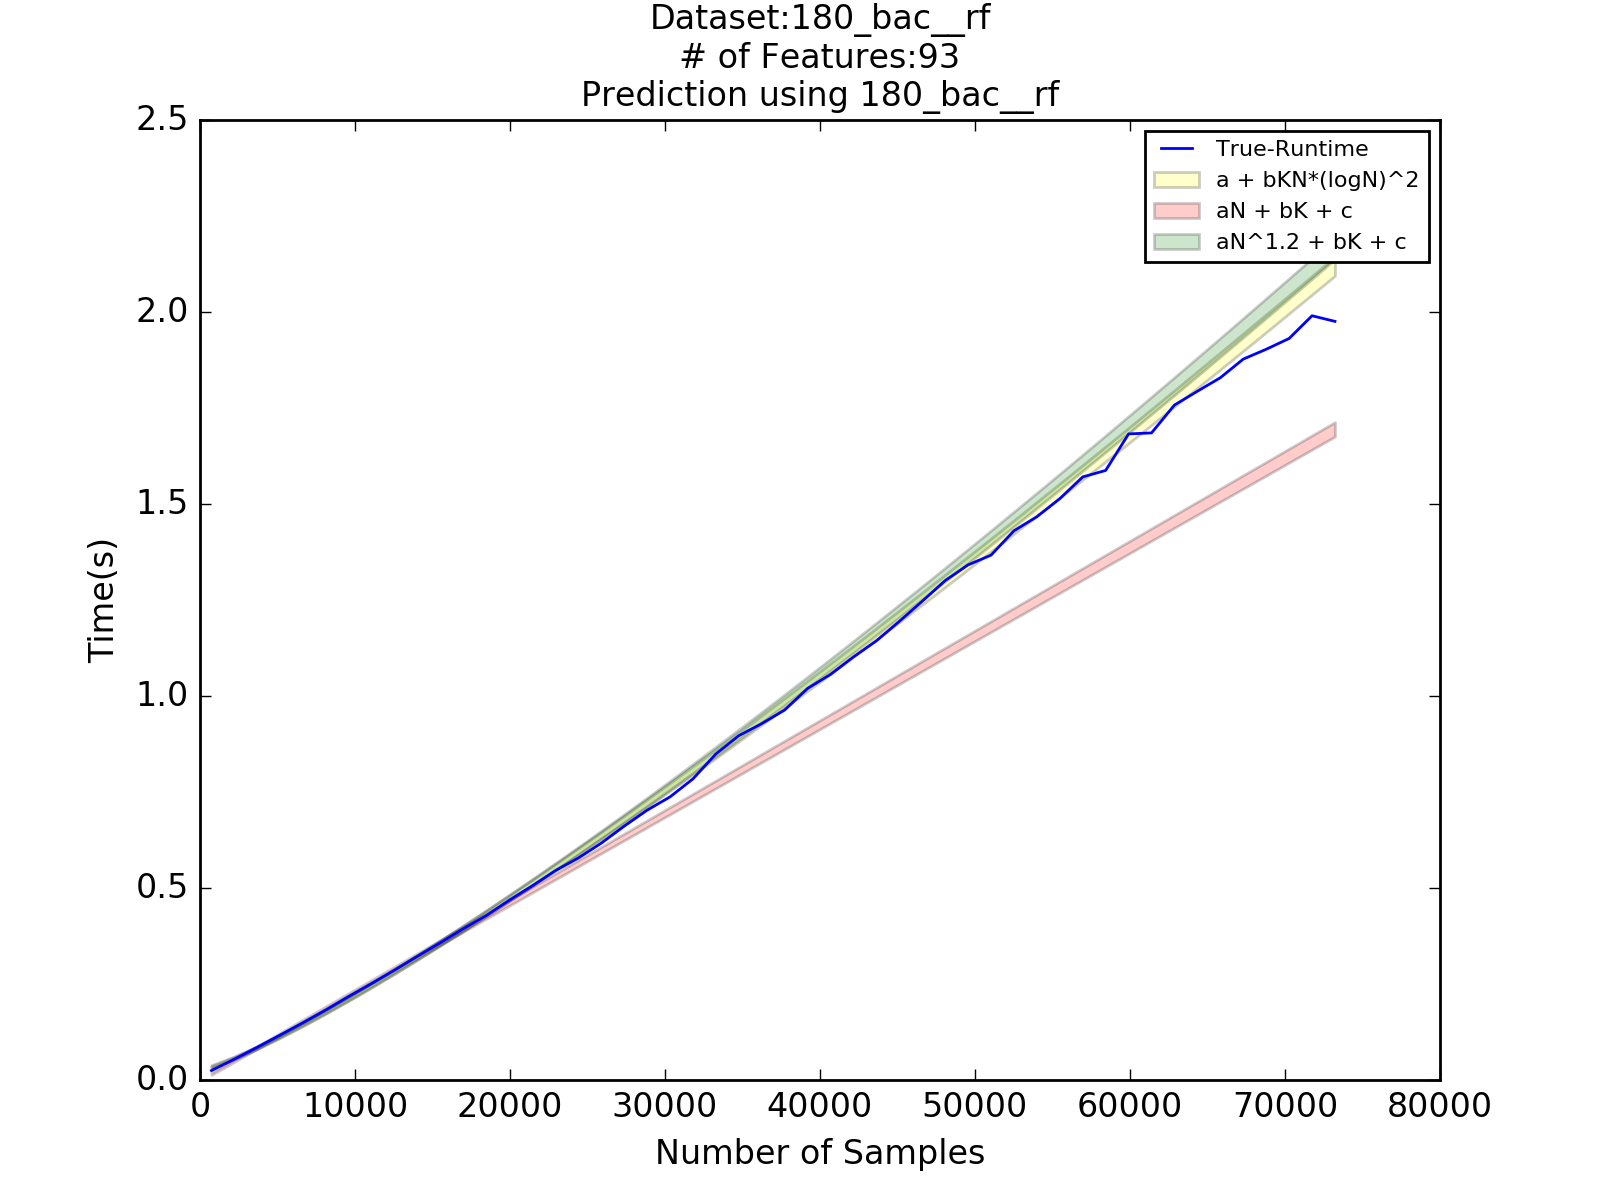 Dataset:180_bac__rf
# of Features:93
Prediction using 180_bac__rf
2.5
2.0
1.5
1.0
0.5
0.0
Time(s)
True-Runtime
a + bKN*(logN)^2
aN + bK + c
aN^1.2 + bK + c
0 10000 20000 30000 40000 50000 60000 70000 80000
Number of Samples